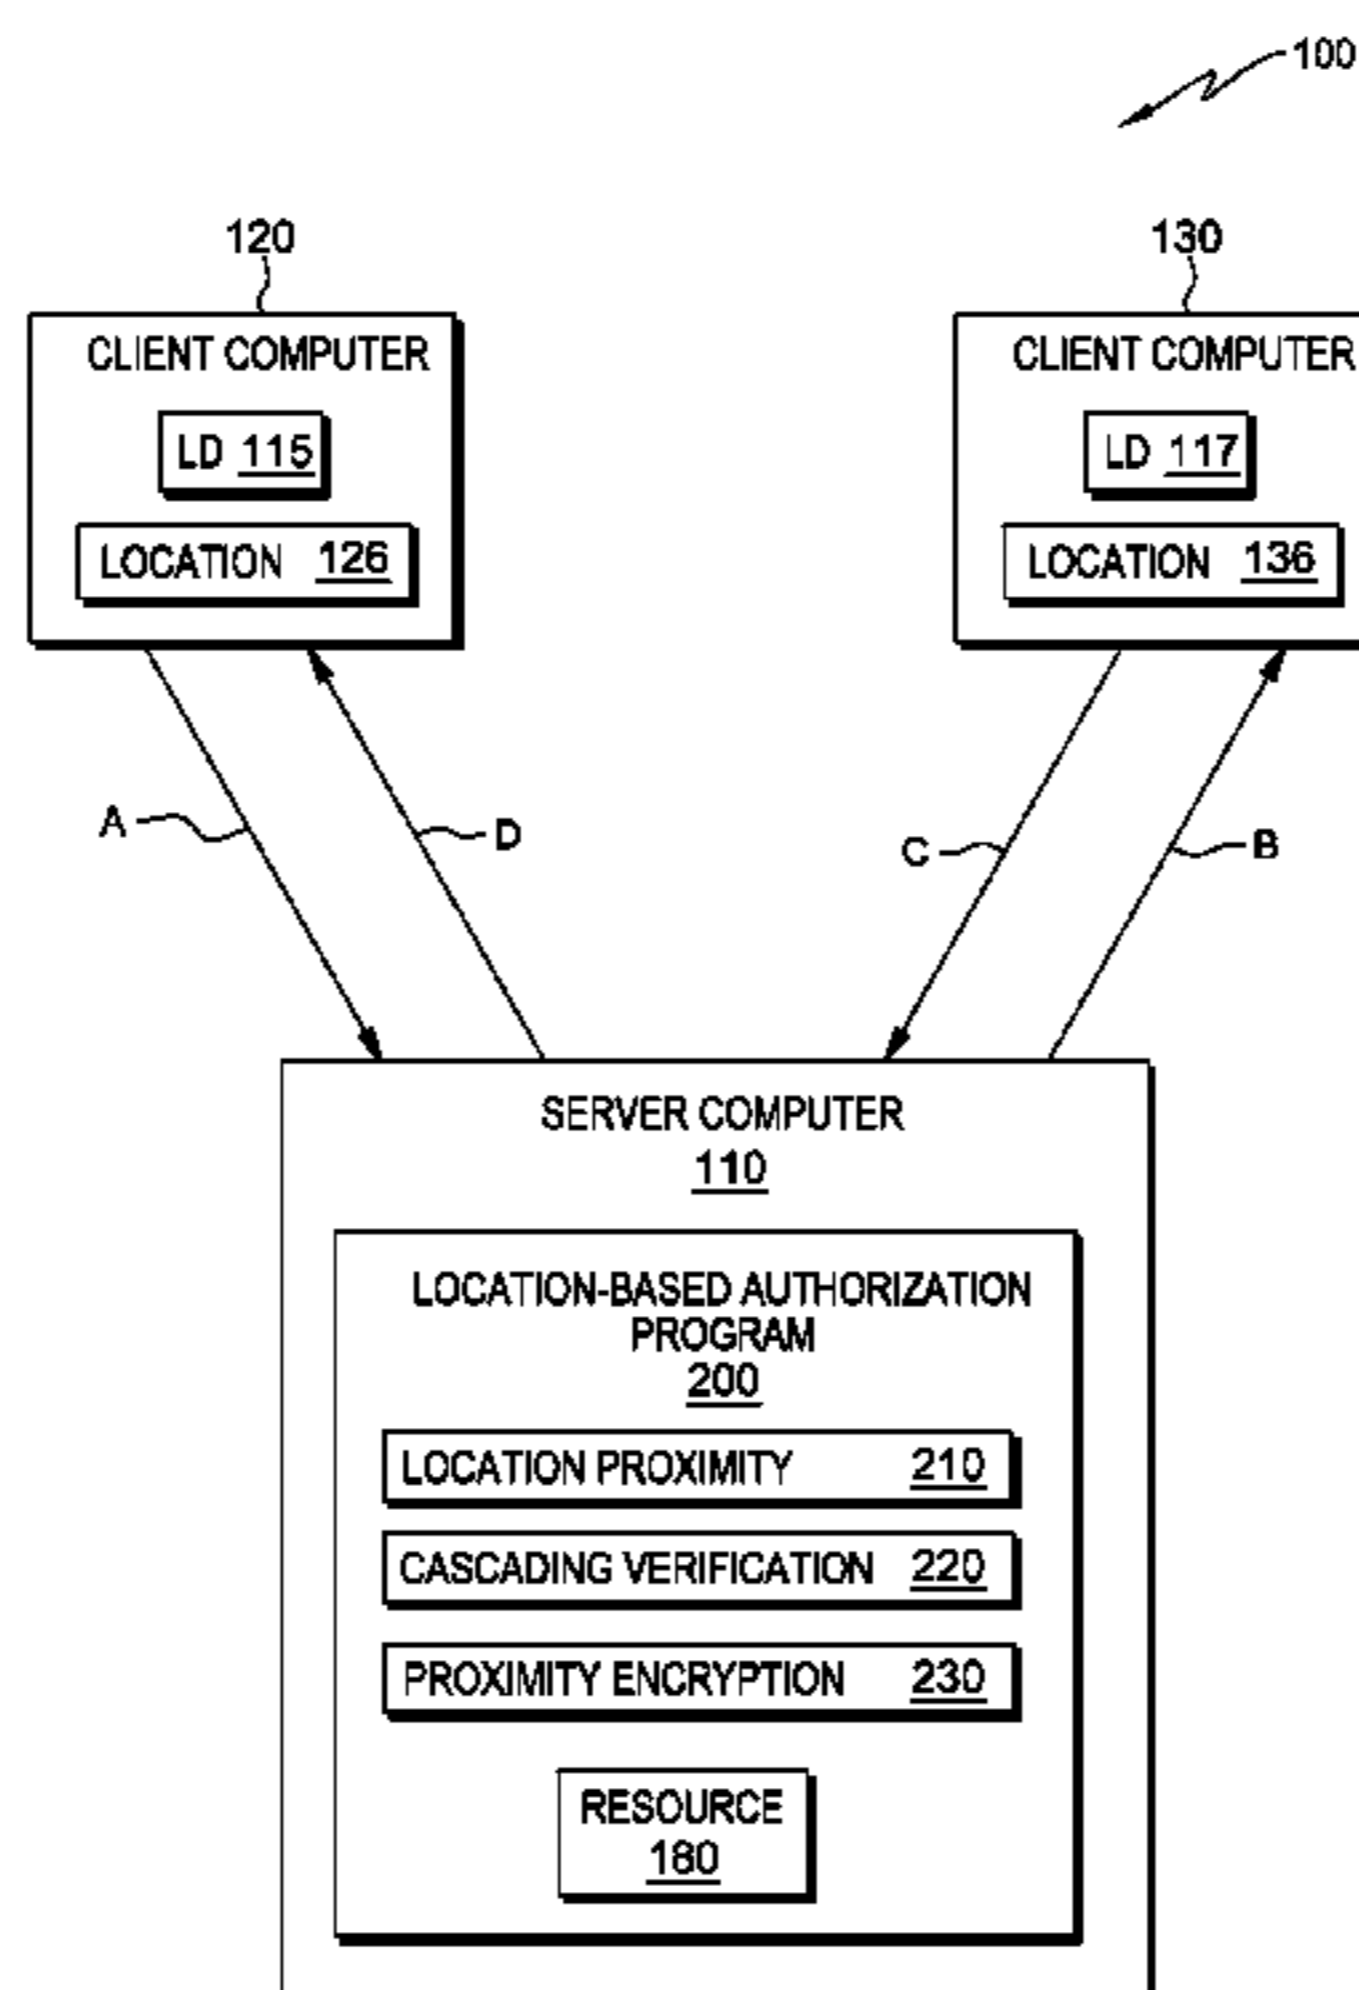 100
120
130
CLIENT COMPUTER
LD 115
LOCATION 126
CLIENT COMPUTER
LD 117
LOCATION 136
A
D
C
B
SERVER COMPUTER
110
LOCATION-BASED AUTHORIZATION
PROGRAM
200
LOCATION PROXIMITY 210
CASCADING VERIFICATION 220
PROXIMITY ENCRYPTION 230
RESOURCE
180